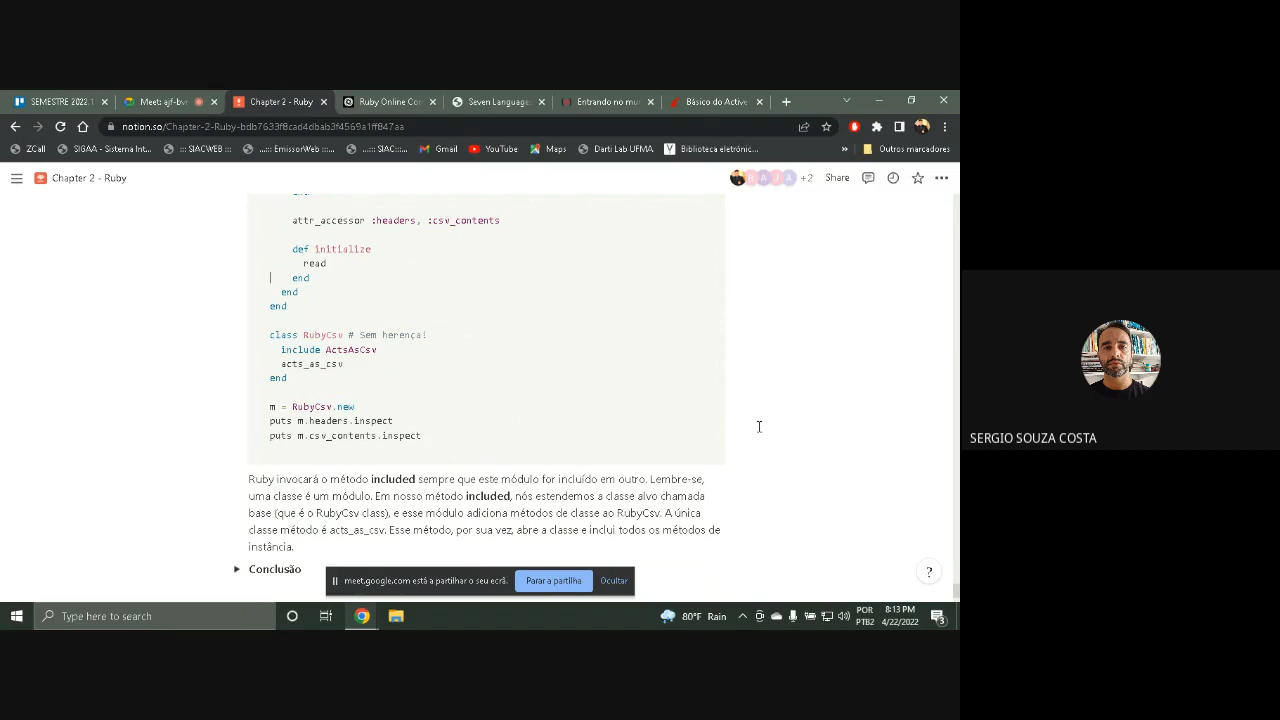 SEMESTRE 2022.1
Meet: ajf-bvr
Chapter 2 - Ruby
Ruby Online Co
Seven Language
Entrando no mu
Básico do Active
notion.so/Chapter-2-Ruby-bdb7633f8cad4dbab3f4569a1ff847aa
ZCall
SIGAA - Sistema Int...
::: SIACWEB :::
...::: EmissorWeb :::...
...::: SIAC:::...
Gmail
YouTube
Maps
Darti Lab UFMA
Biblioteca eletrónic...
»
Outros marcadores
Chapter 2 - Ruby
+2
Share
attr_accessor :headers, :csv_contents
def initialize
read
end
end
end
class RubyCsv # Sem herença!
include ActsAsCsv
acts_as_csv
end
m = RubyCsv.new
puts m.headers.inspect
puts m.csv_contents.inspect
Ruby invocará o método included sempre que este módulo for incluído em outro. Lembre-se,
uma classe é um módulo. Em nosso método included, nós estendemos a classe alvo chamada
base (que é o RubyCsv class), e esse módulo adiciona métodos de classe ao RubyCsv. A única
classe método é acts_as_csv. Esse método, por sua vez, abre a classe e inclui todos os métodos de
instância.
Conclusão
meet.google.com está a partilhar o seu ecrã.
Parar a partilha
Ocultar
?
Type here to search
80°F Rain
POR
PTB2
8:13 PM
4/22/2022
3
SERGIO SOUZA COSTA